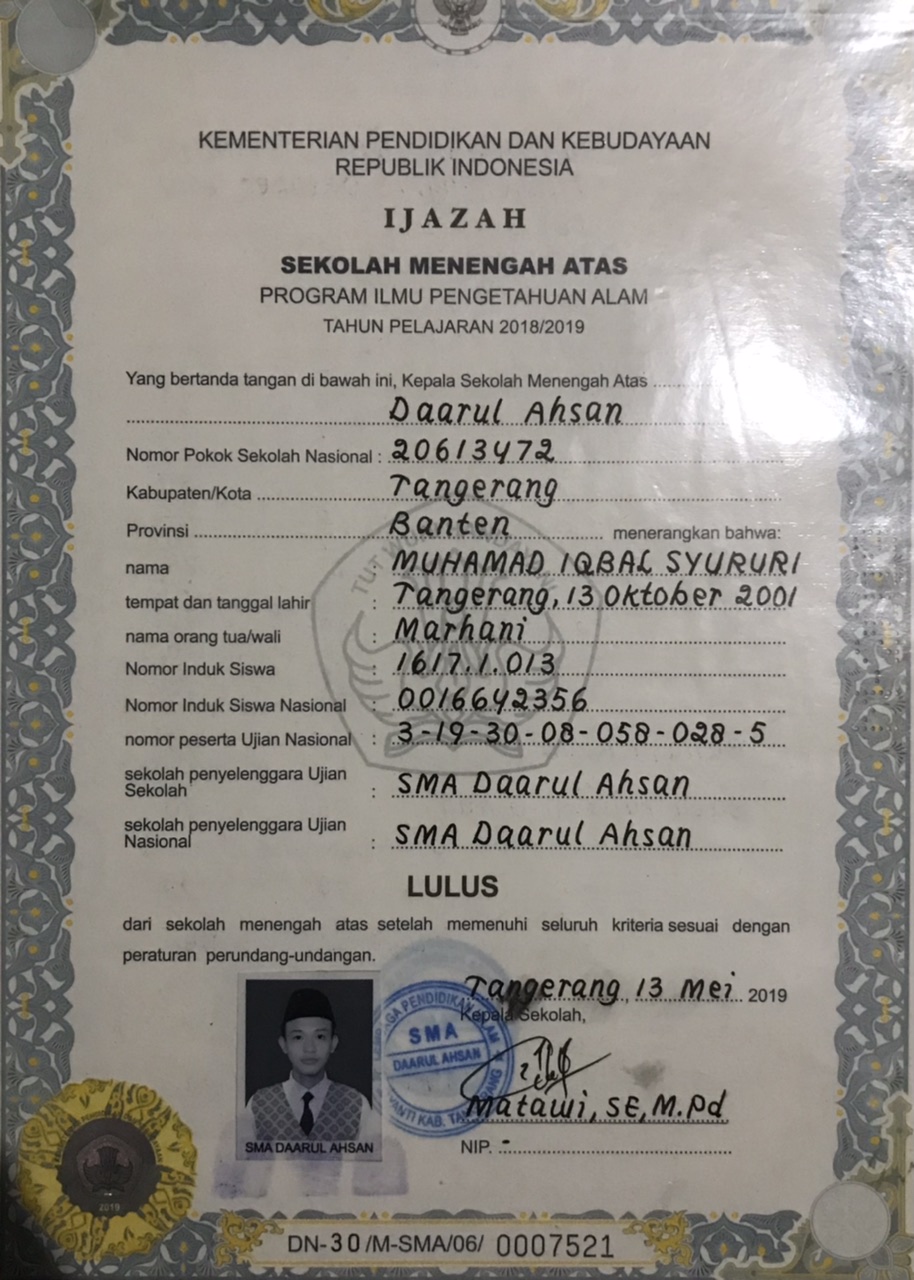 KEMENTERIAN PENDIDIKAN DAN KEBUDAYAAN
REPUBLIK INDONESIA
IJAZAH
SEKOLAH MENENGAH ATAS
PROGRAM ILMU PENGETAHUAN ALAM
TAHUN PELAJARAN 2018/2019
Yang bertanda tangan di bawah ini, Kepala Sekolah Menengah Atas
Daarul Ahsan
Nomor Pokok Sekolah Nasional : 20613472
Kabupaten/Kota Tangerang
Provinsi Banten menerangkan bahwa:
nama : MUHAMAD IQBAL SYURURI
tempat dan tanggal lahir : Tangerang, 13 Oktober 2001
nama orang tua/wali : Marhani
Nomor Induk Siswa : 1617.1.013
Nomor Induk Siswa Nasional : 0016642356
nomor peserta Ujian Nasional : 3-19-30-08-058-028-5
sekolah penyelenggara Ujian
Sekolah : SMA Daarul Ahsan
sekolah penyelenggara Ujian
Nasional : SMA Daarul Ahsan
LULUS
dari sekolah menengah atas setelah memenuhi seluruh kriteria sesuai dengan
peraturan perundang-undangan.
Tangerang, 13 Mei 2019
Kepala Sekolah,
SMA
DAARUL AHSAN
Matawi, SE, M.Pd
SMA DAARUL AHSAN
NIP. -
2019
DN-30/M-SMA/06/ 0007521